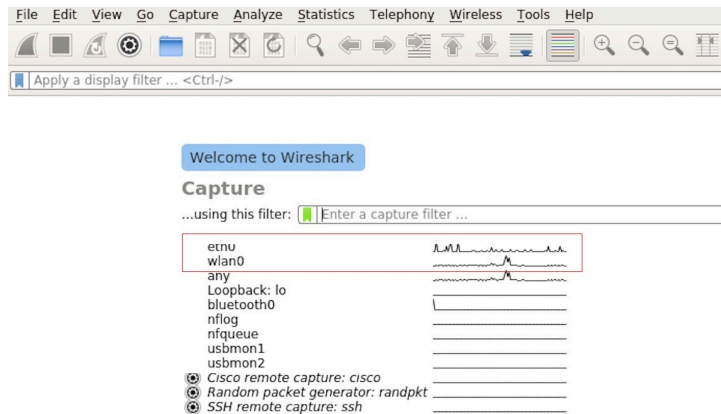 File Edit View Go Capture Analyze Statistics Telephony Wireless Tools Help
Apply a display filter ... <Ctrl-/>
Welcome to Wireshark
Capture
...using this filter: Enter a capture filter ...
eth0
wlan0
any
Loopback: lo
bluetooth0
nflog
nfqueue
usbmon1
usbmon2
Cisco remote capture: cisco
Random packet generator: randpkt
SSH remote capture: ssh